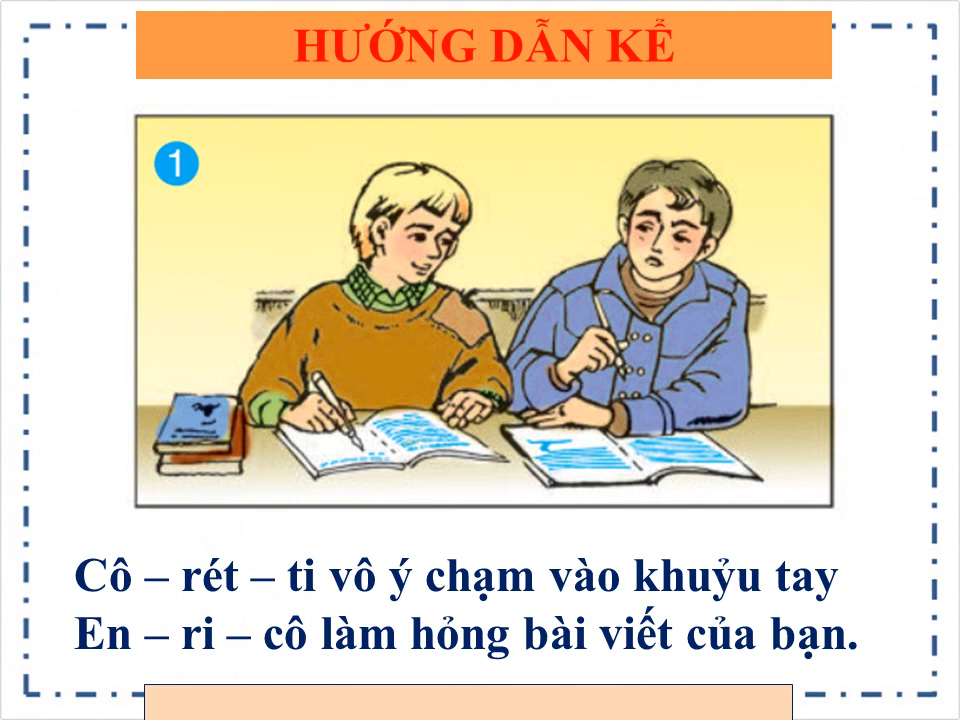 HƯỚNG DẪN KỂ
1
Cô – rét – ti vô ý chạm vào khuỷu tay
En – ri – cô làm hỏng bài viết của bạn.